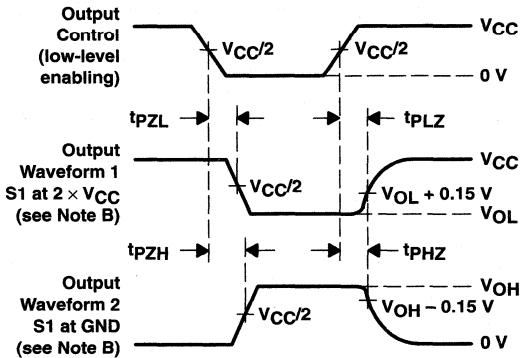 Output
Control
(low-level
enabling)
VCC/2
VCC/2
VCC
0 V
tPZL
tPLZ
Output
Waveform 1
S1 at 2 × VCC
(see Note B)
VCC/2
VCC
VOL + 0.15 V
VOL
tPZH
tPHZ
Output
Waveform 2
S1 at GND
(see Note B)
VCC/2
VOH
VOH − 0.15 V
0 V